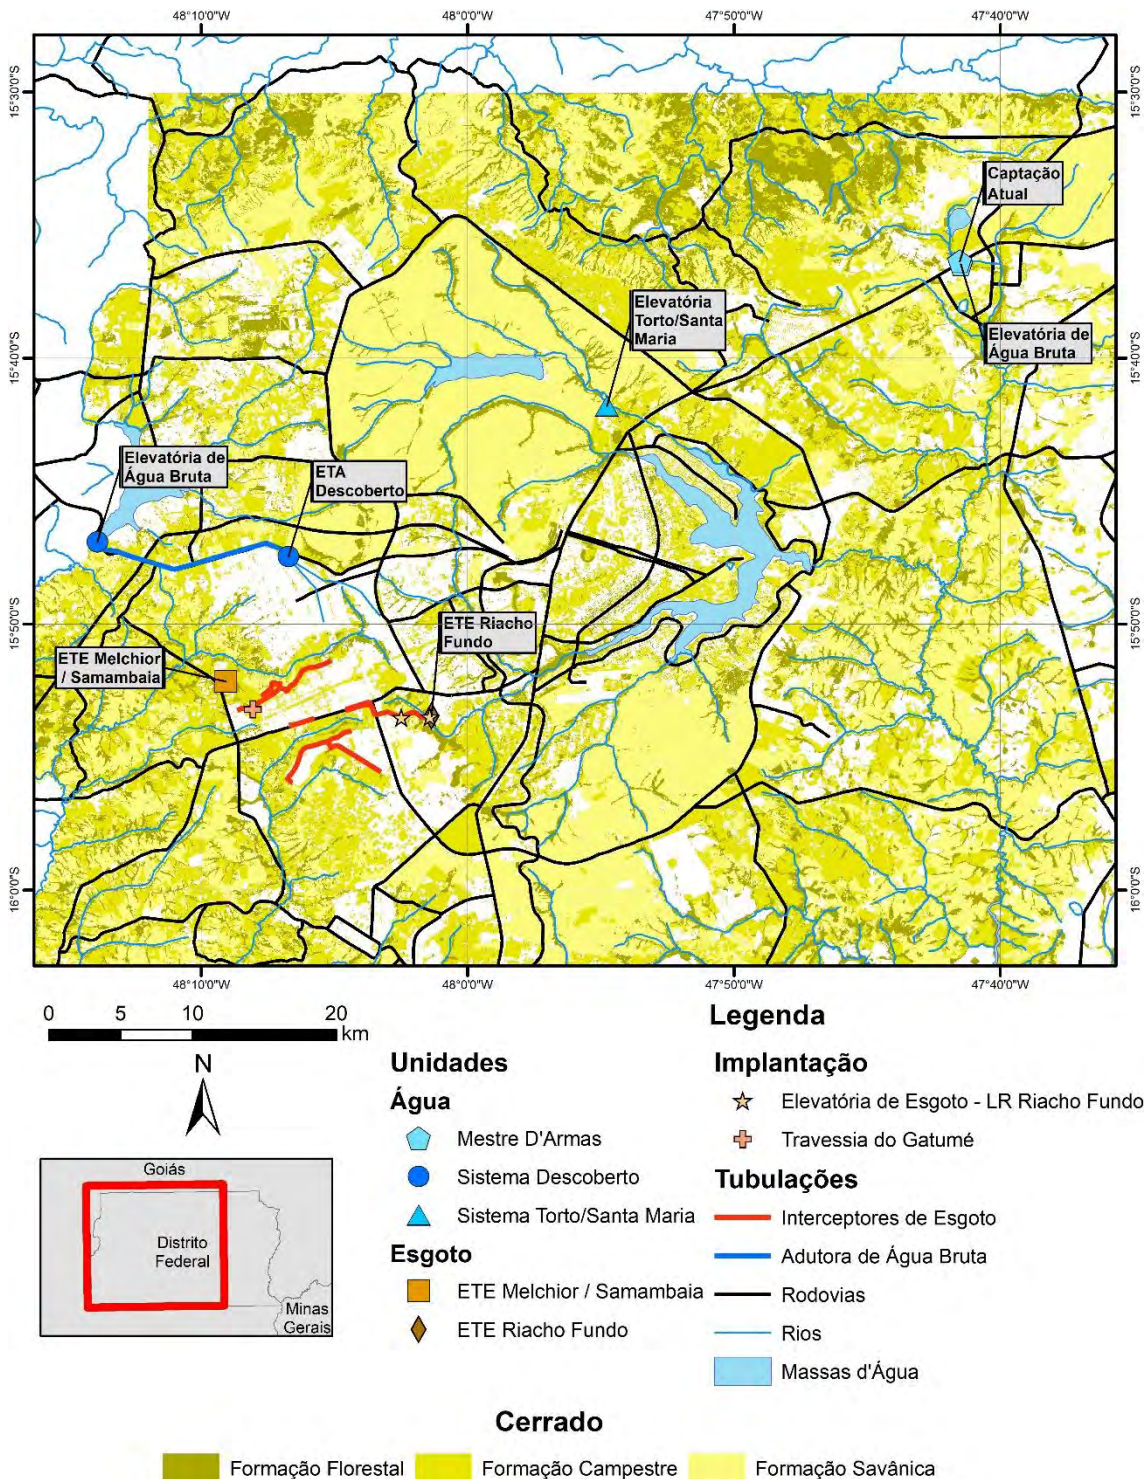 48°10'0"W
48°0'0"W
47°50'0"W
47°40'0"W
15°30'0"S
15°30'0"S
Captação
Atual
Elevatória
Torto/Santa
Maria
Elevatória de
Água Bruta
15°40'0"S
15°40'0"S
Elevatória de
Água Bruta
ETA
Descoberto
ETE Riacho
Fundo
15°50'0"S
15°50'0"S
ETE Melchior
/ Samambaia
16°0'0"S
16°0'0"S
48°10'0"W
48°0'0"W
47°50'0"W
47°40'0"W
0 5 10 20
km
N
Goiás
Distrito
Federal
Minas
Gerais
Legenda
Unidades
Água
Mestre D'Armas
Sistema Descoberto
Sistema Torto/Santa Maria
Esgoto
ETE Melchior / Samambaia
ETE Riacho Fundo
Implantação
Elevatória de Esgoto - LR Riacho Fundo
Travessia do Gatumé
Tubulações
Interceptores de Esgoto
Adutora de Água Bruta
Rodovias
Rios
Massas d'Água
Cerrado
Formação Florestal
Formação Campestre
Formação Savânica